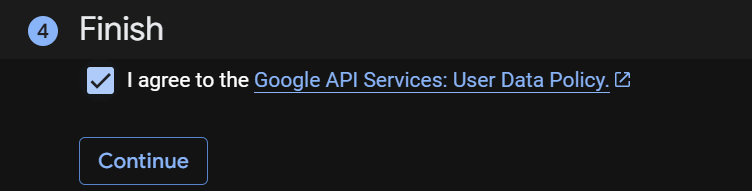 4 Finish
I agree to the Google API Services: User Data Policy.
Continue